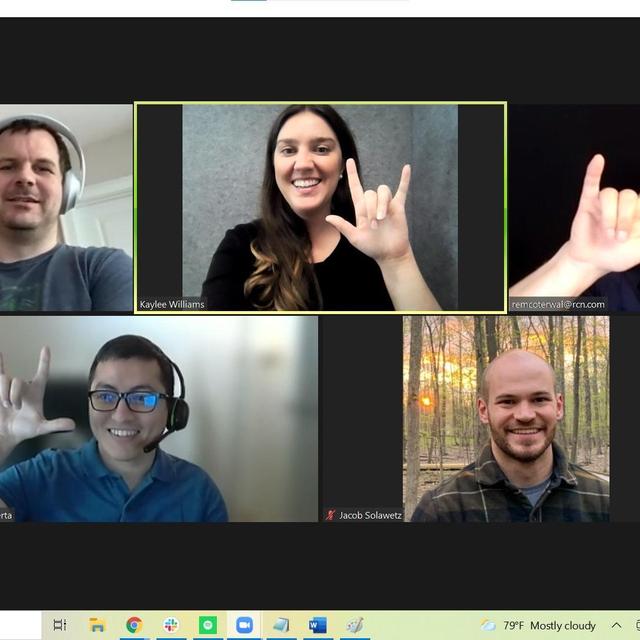 Kaylee Williams
remcoterwal@rcn.com
rta
Jacob Solawetz
79°F Mostly cloudy